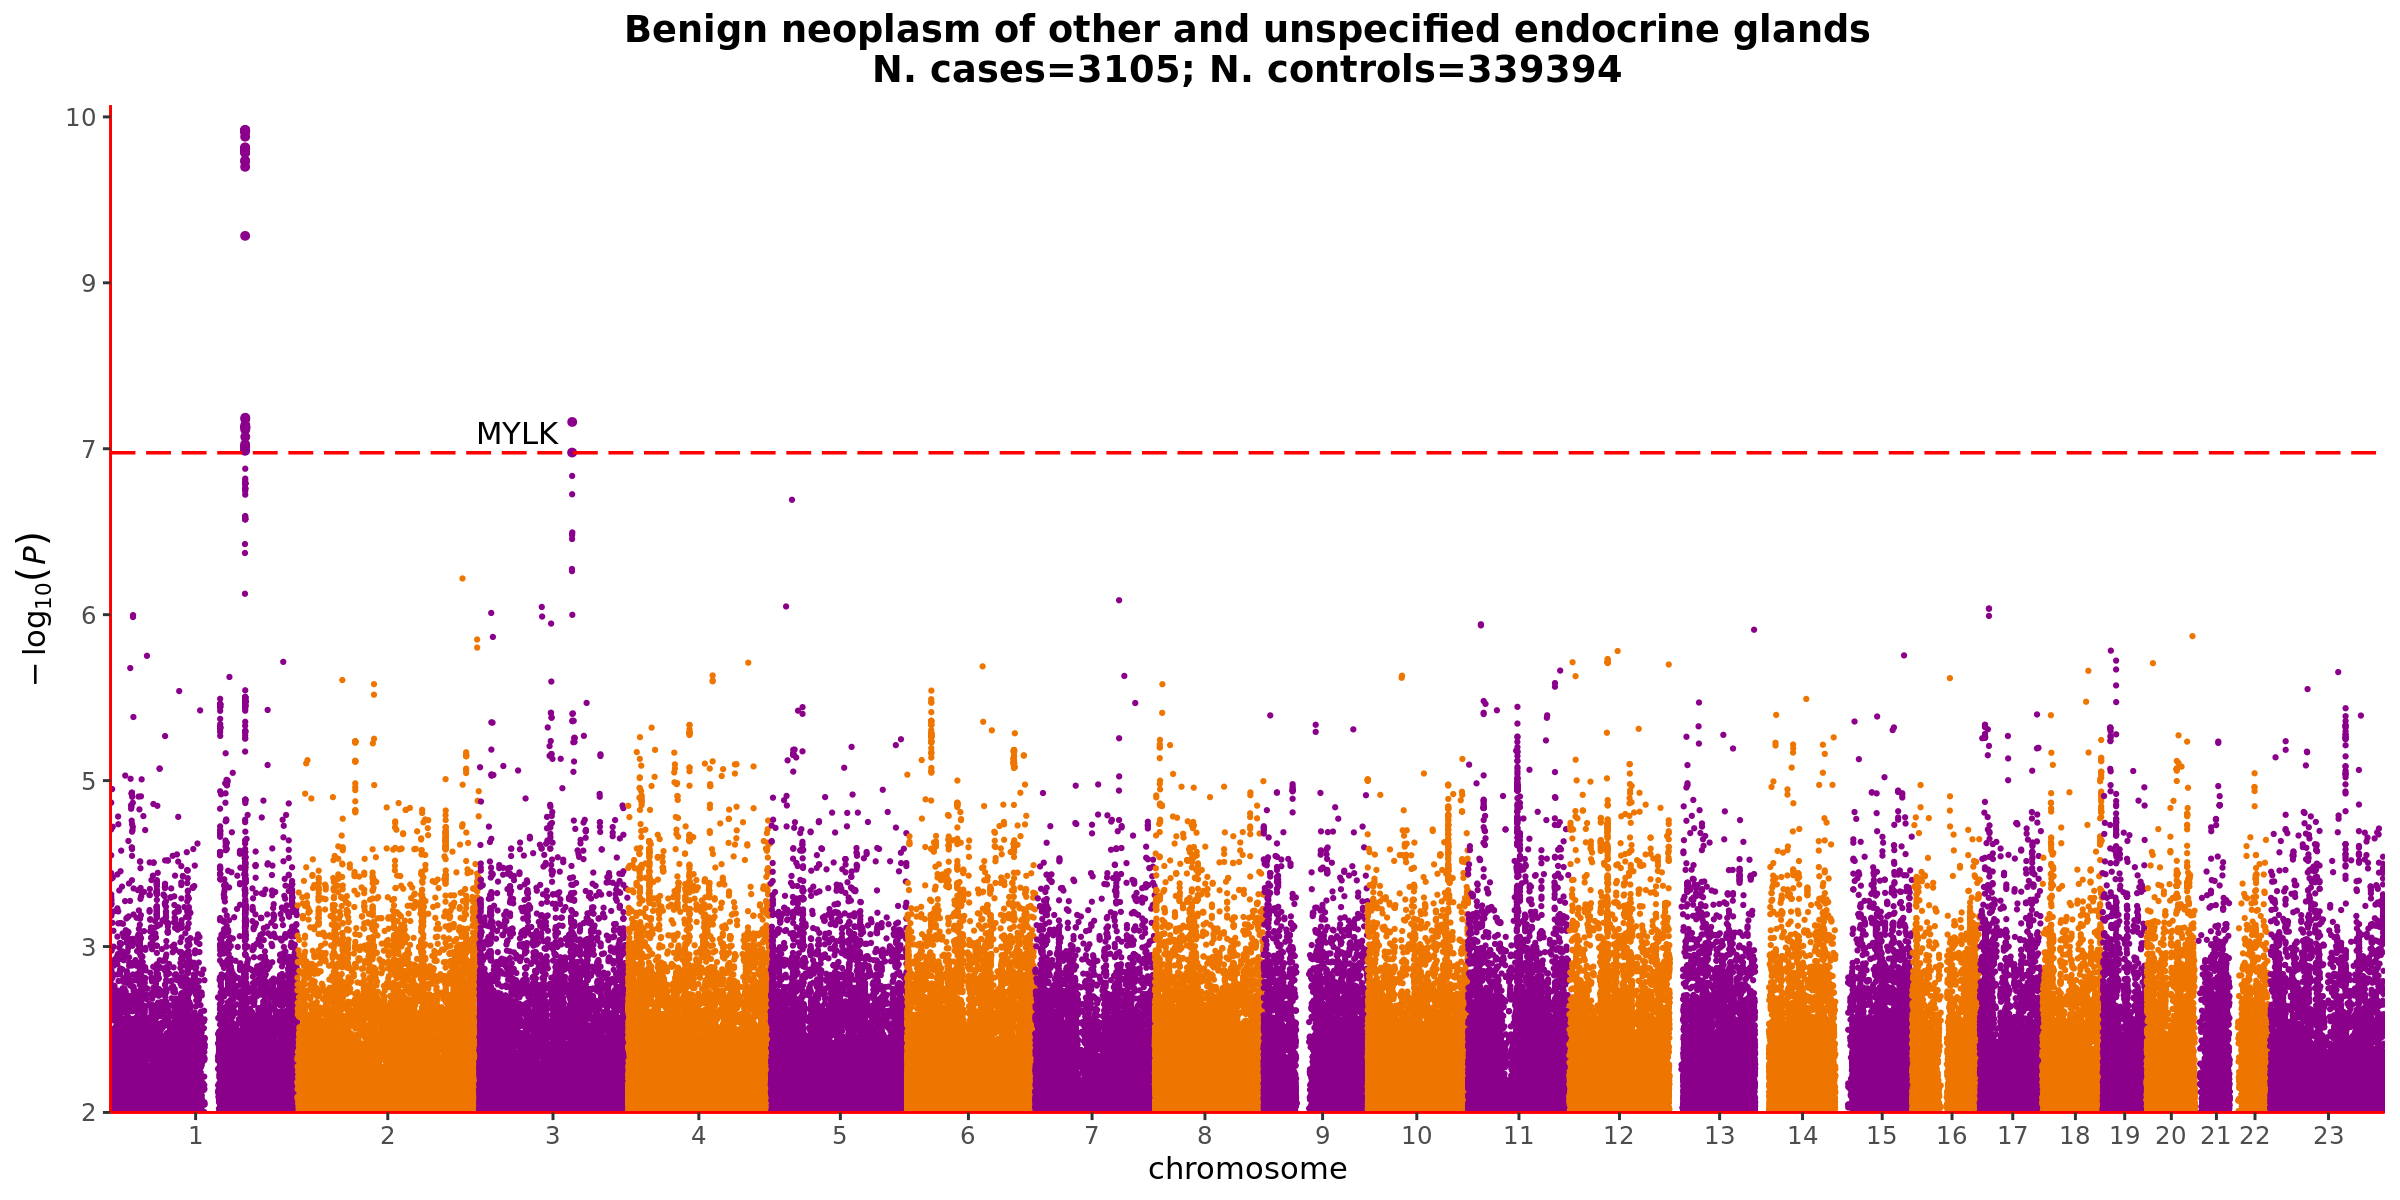 Benign neoplasm of other and unspecified endocrine glands
N. cases=3105; N. controls=339394
10
9
7
6
5
3
2
− log10(P)
MYLK
1 2 3 4 5 6 7 8 9 10 11 12 13 14 15 16 17 18 19 20 21 22 23
chromosome